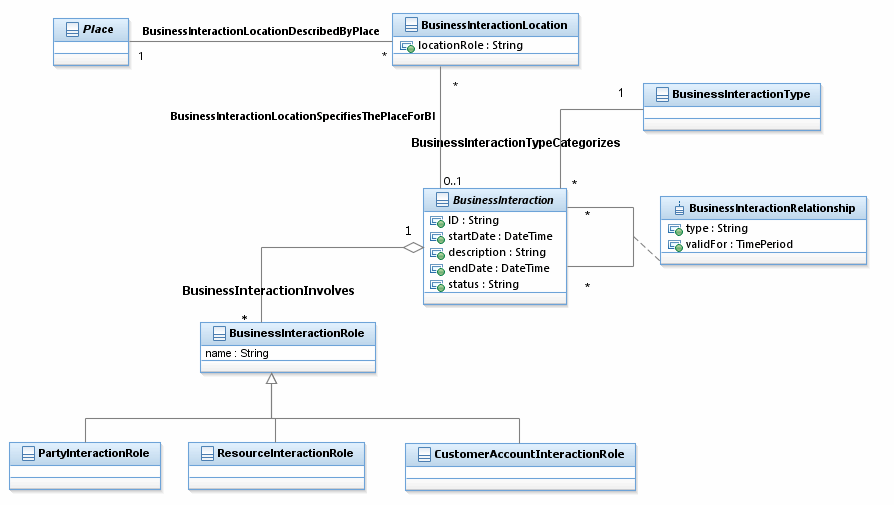 Place
BusinessInteractionLocationDescribedByPlace
1
*
BusinessInteractionLocation
locationRole : String
*
BusinessInteractionLocationSpecifiesThePlaceForBI
0..1
1
BusinessInteractionType
BusinessInteractionTypeCategorizes
*
BusinessInteraction
ID : String
startDate : DateTime
description : String
endDate : DateTime
status : String
*
*
BusinessInteractionRelationship
type : String
validFor : TimePeriod
1
BusinessInteractionInvolves
*
BusinessInteractionRole
name : String
PartyInteractionRole
ResourceInteractionRole
CustomerAccountInteractionRole